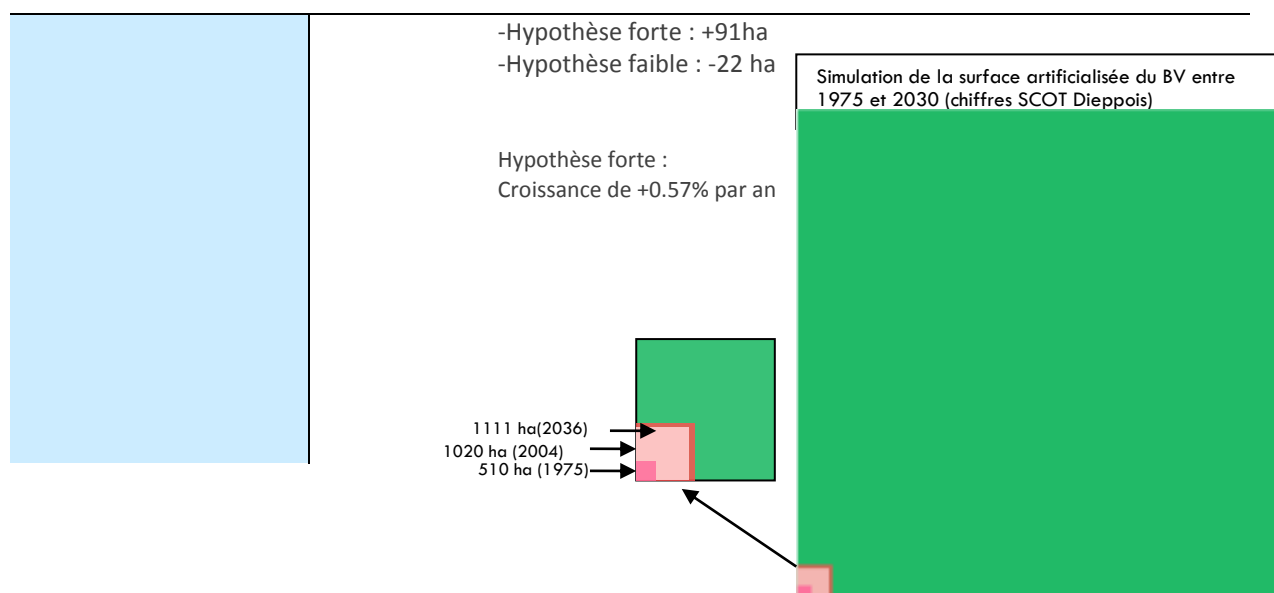 -Hypothèse forte : +91ha
-Hypothèse faible : -22 ha
Simulation de la surface artificialisée du BV entre
1975 et 2030 (chiffres SCOT Dieppois)
Hypothèse forte :
Croissance de +0.57% par an
1111 ha(2036)
1020 ha (2004)
510 ha (1975)